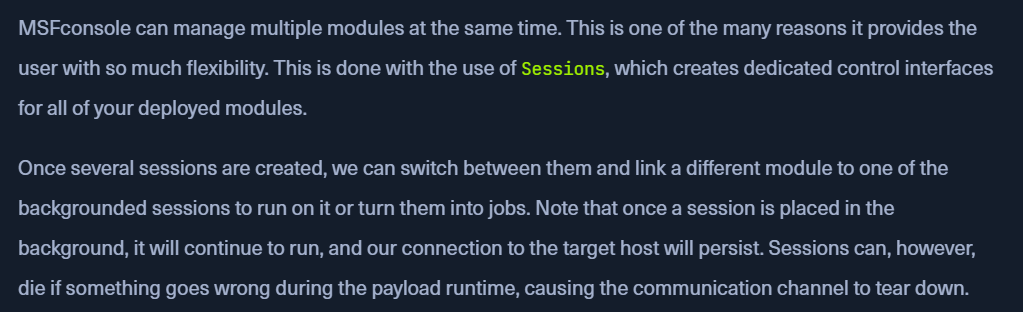 MSFconsole can manage multiple modules at the same time. This is one of the many reasons it provides the
user with so much flexibility. This is done with the use of Sessions, which creates dedicated control interfaces
for all of your deployed modules.
Once several sessions are created, we can switch between them and link a different module to one of the
backgrounded sessions to run on it or turn them into jobs. Note that once a session is placed in the
background, it will continue to run, and our connection to the target host will persist. Sessions can, however,
die if something goes wrong during the payload runtime, causing the communication channel to tear down.